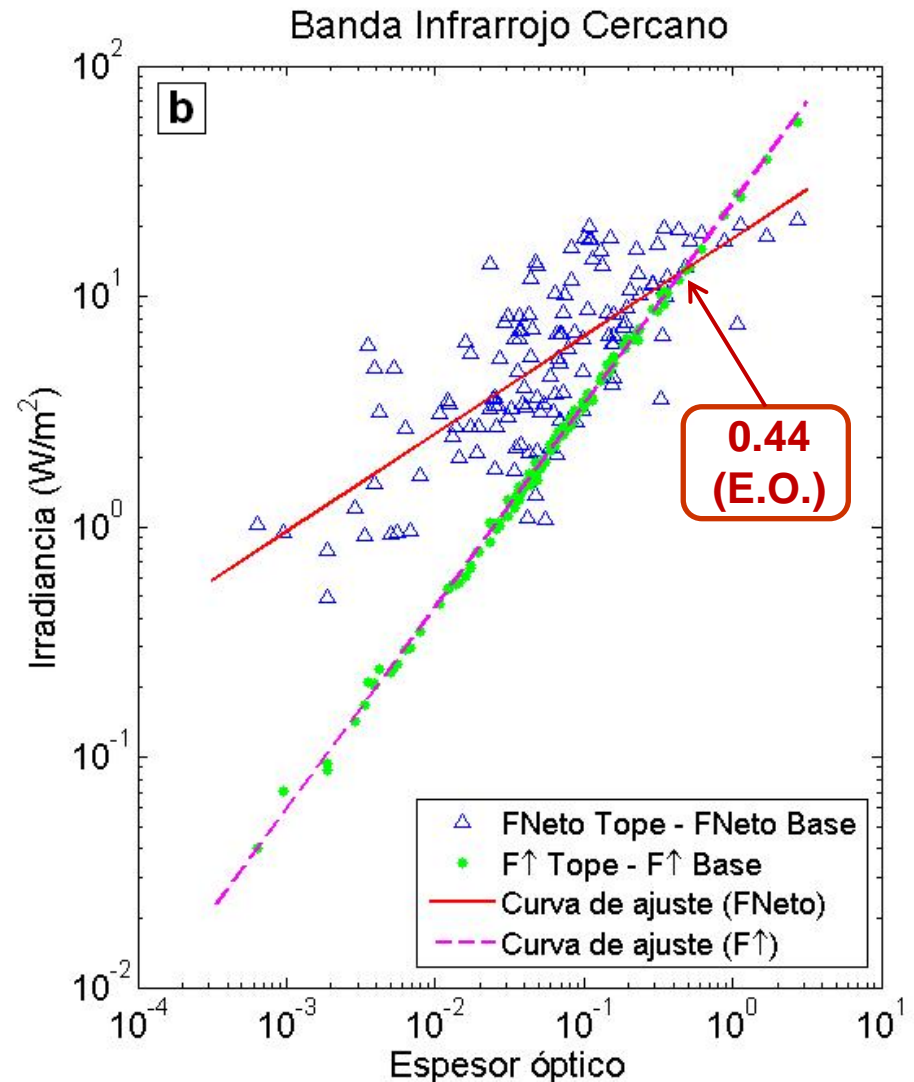 Banda Infrarrojo Cercano
b
10^2
10^1
10^0
10^-1
10^-2
Irradiancia (W/m^2)
0.44
(E.O.)
FNeto Tope - FNeto Base
F↑ Tope - F↑ Base
Curva de ajuste (FNeto)
Curva de ajuste (F↑)
10^-4 10^-3 10^-2 10^-1 10^0 10^1
Espesor óptico